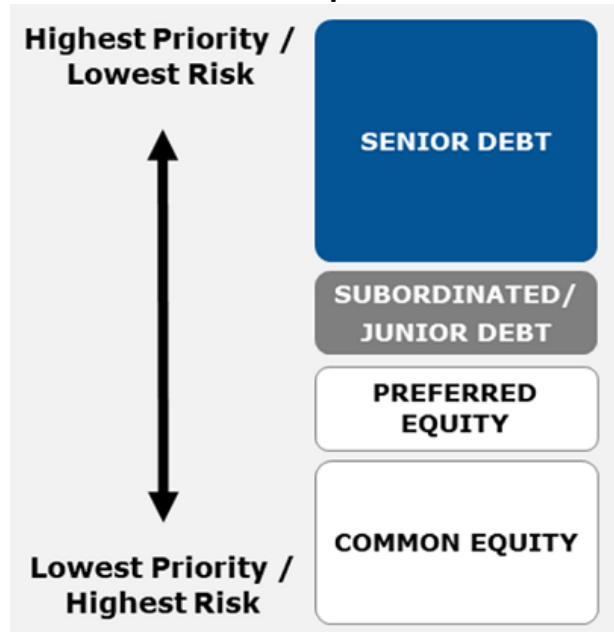 Highest Priority /
Lowest Risk
SENIOR DEBT
SUBORDINATED/
JUNIOR DEBT
PREFERRED
EQUITY
COMMON EQUITY
Lowest Priority /
Highest Risk